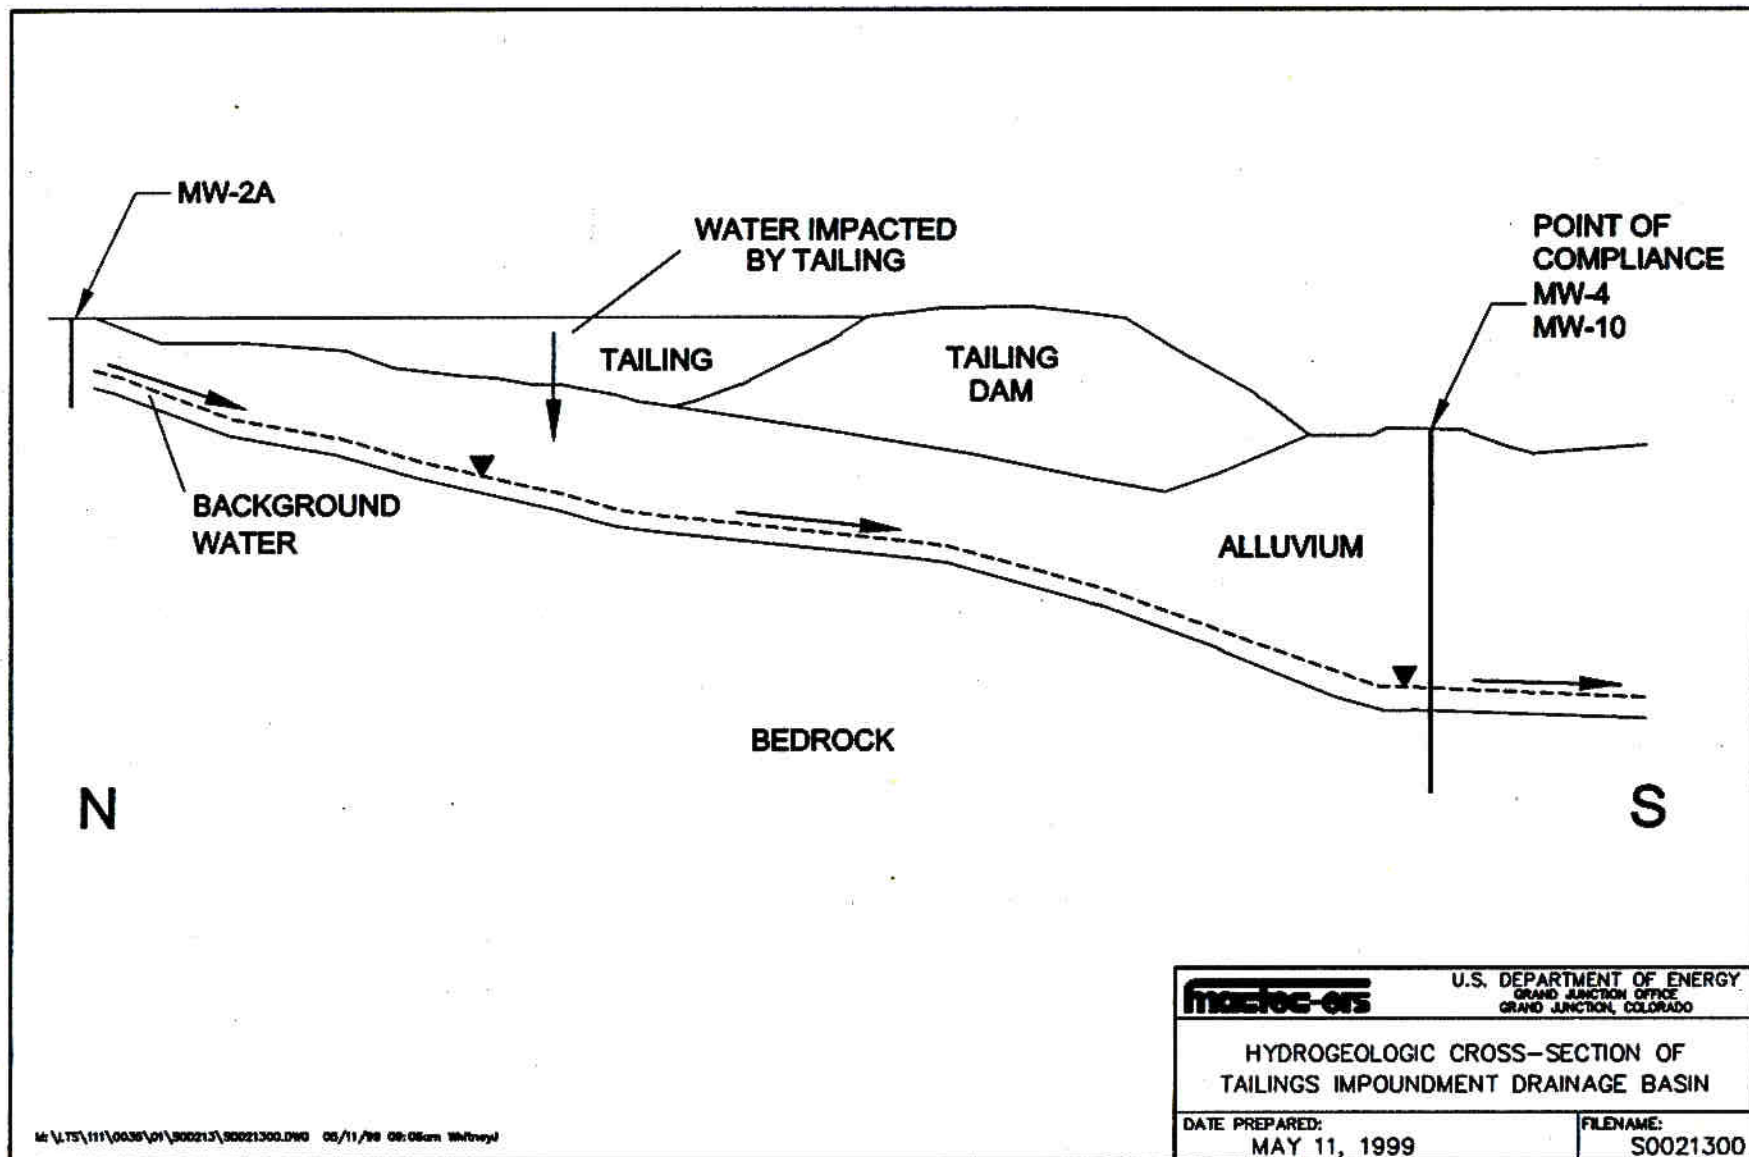 MW-2A
WATER IMPACTED
BY TAILING
POINT OF
COMPLIANCE
MW-4
MW-10
TAILING
TAILING
DAM
BACKGROUND
WATER
ALLUVIUM
BEDROCK
N
S
mactec-ers
U.S. DEPARTMENT OF ENERGY
GRAND JUNCTION OFFICE
GRAND JUNCTION, COLORADO
HYDROGEOLOGIC CROSS-SECTION OF
TAILINGS IMPOUNDMENT DRAINAGE BASIN
DATE PREPARED:
MAY 11, 1999
FILENAME:
S0021300